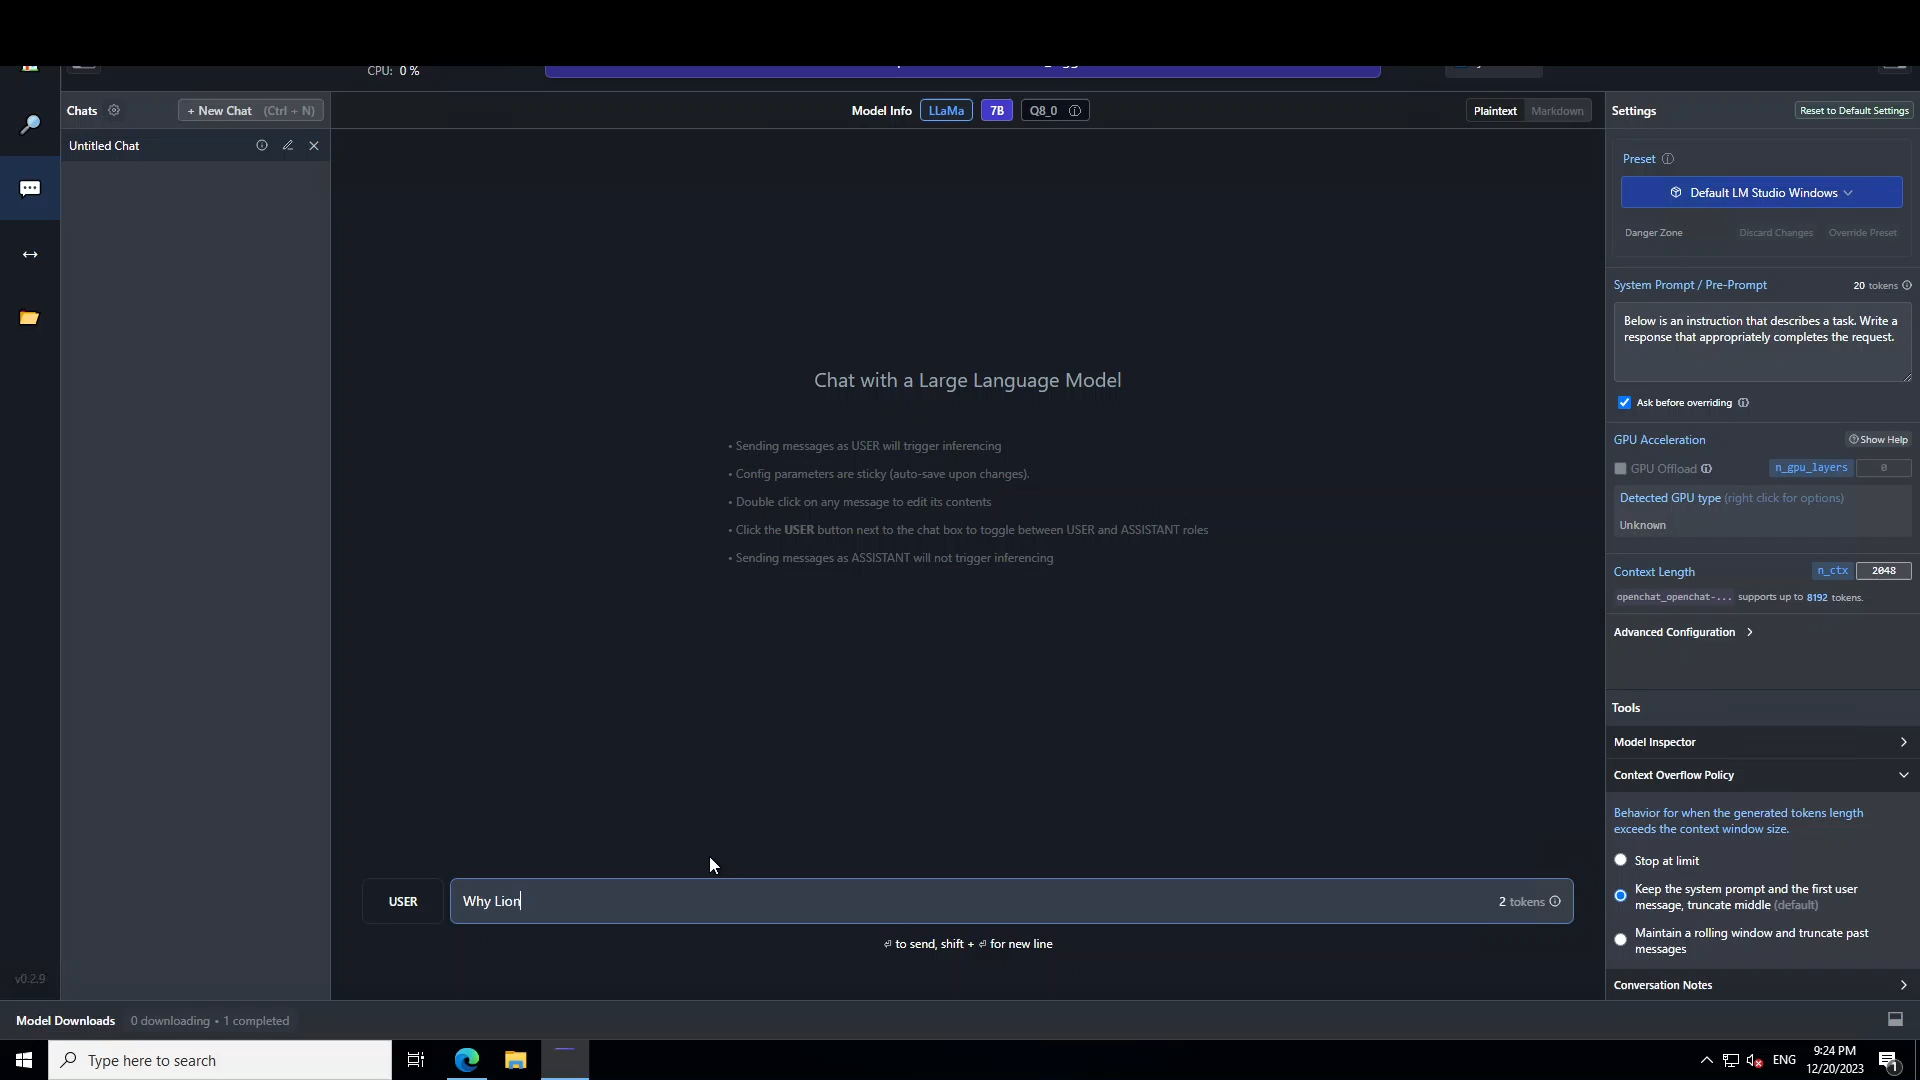 CPU: 0 %
Chats
+ New Chat (Ctrl + N)
Model Info LLaMa 7B Q8_0
Plaintext Markdown
Settings
Reset to Default Settings
Untitled Chat
Preset
Default LM Studio Windows
Danger Zone Discard Changes Override Preset
System Prompt / Pre-Prompt 20 tokens
Below is an instruction that describes a task. Write a
response that appropriately completes the request.
Ask before overriding
Chat with a Large Language Model
• Sending messages as USER will trigger inferencing
• Config parameters are sticky (auto-save upon changes).
• Double click on any message to edit its contents
• Click the USER button next to the chat box to toggle between USER and ASSISTANT roles
• Sending messages as ASSISTANT will not trigger inferencing
GPU Acceleration Show Help
GPU Offload n_gpu_layers 0
Detected GPU type (right click for options)
Unknown
Context Length n_ctx 2048
openchat_openchat-... supports up to 8192 tokens.
Advanced Configuration
Tools
Model Inspector
Context Overflow Policy
Behavior for when the generated tokens length
exceeds the context window size.
Stop at limit
Keep the system prompt and the first user
message, truncate middle (default)
Maintain a rolling window and truncate past
messages
Conversation Notes
USER
Why Lion
2 tokens
⏎ to send, shift + ⏎ for new line
v0.2.9
Model Downloads 0 downloading • 1 completed
Type here to search
ENG
9:24 PM
12/20/2023
1